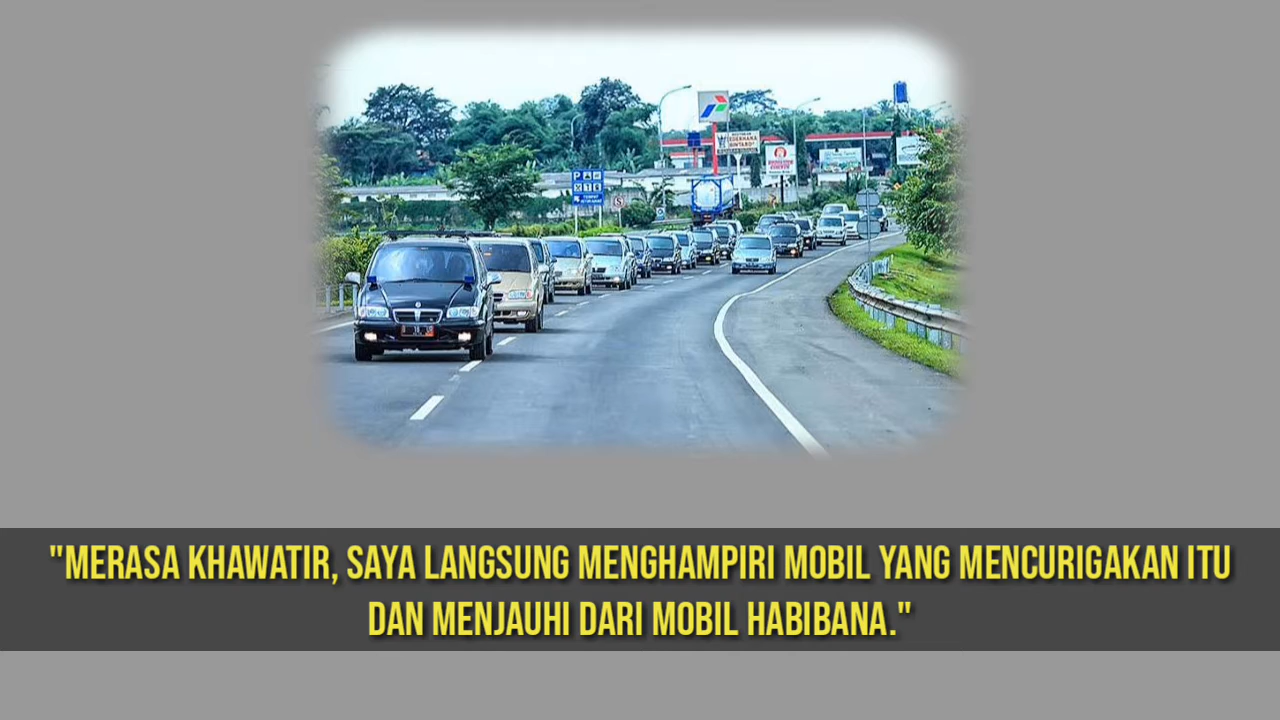 P
S
"MERASA KHAWATIR, SAYA LANGSUNG MENGHAMPIRI MOBIL YANG MENCURIGAKAN ITU
DAN MENJAUHI DARI MOBIL HABIBANA."